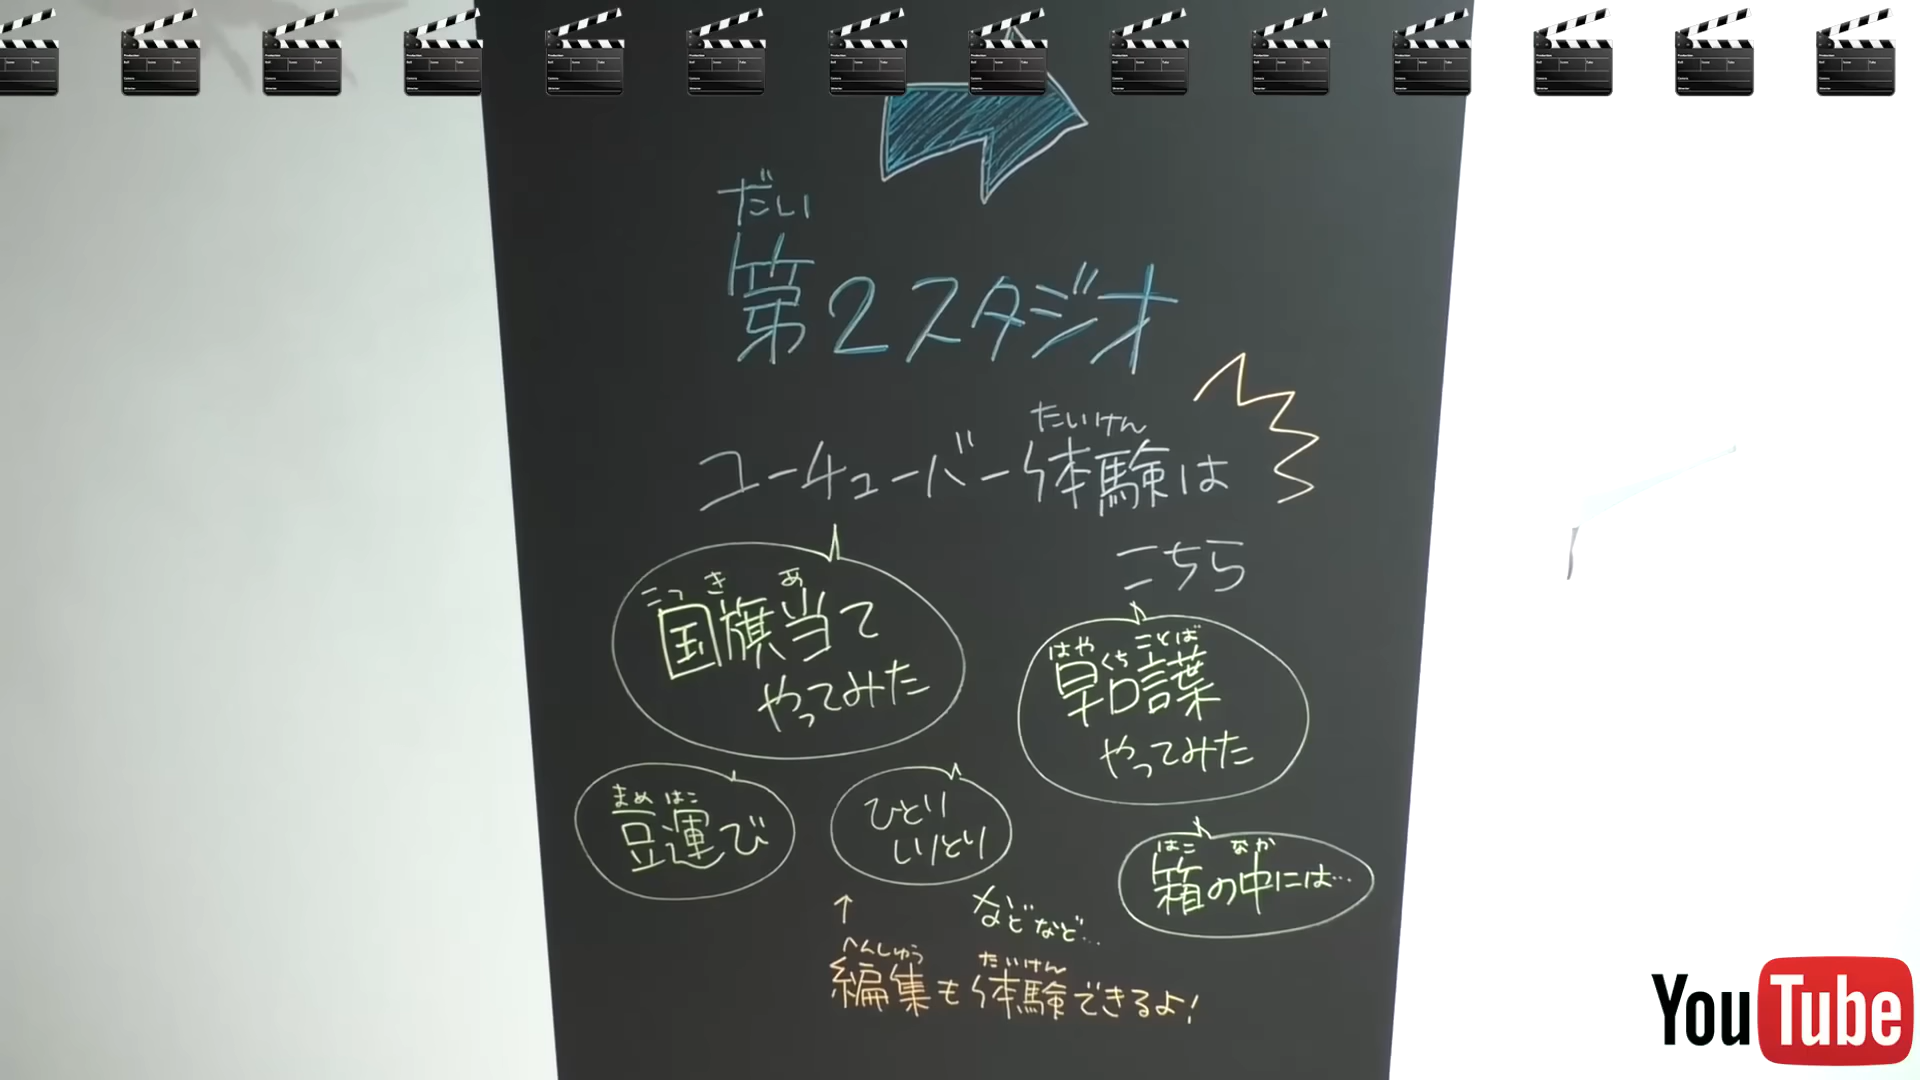 だい
第2スタジオ
たいけん
ユーチューバー体験は
こちら
こっき あ
国旗当て
やってみた
はやくちことば
早口言葉
やってみた
まめはこ
豆運び
ひとり
しりとり
はこ なか
箱の中には…
などなど…
↑
へんしゅう たいけん
編集も体験できるよ!
YouTube